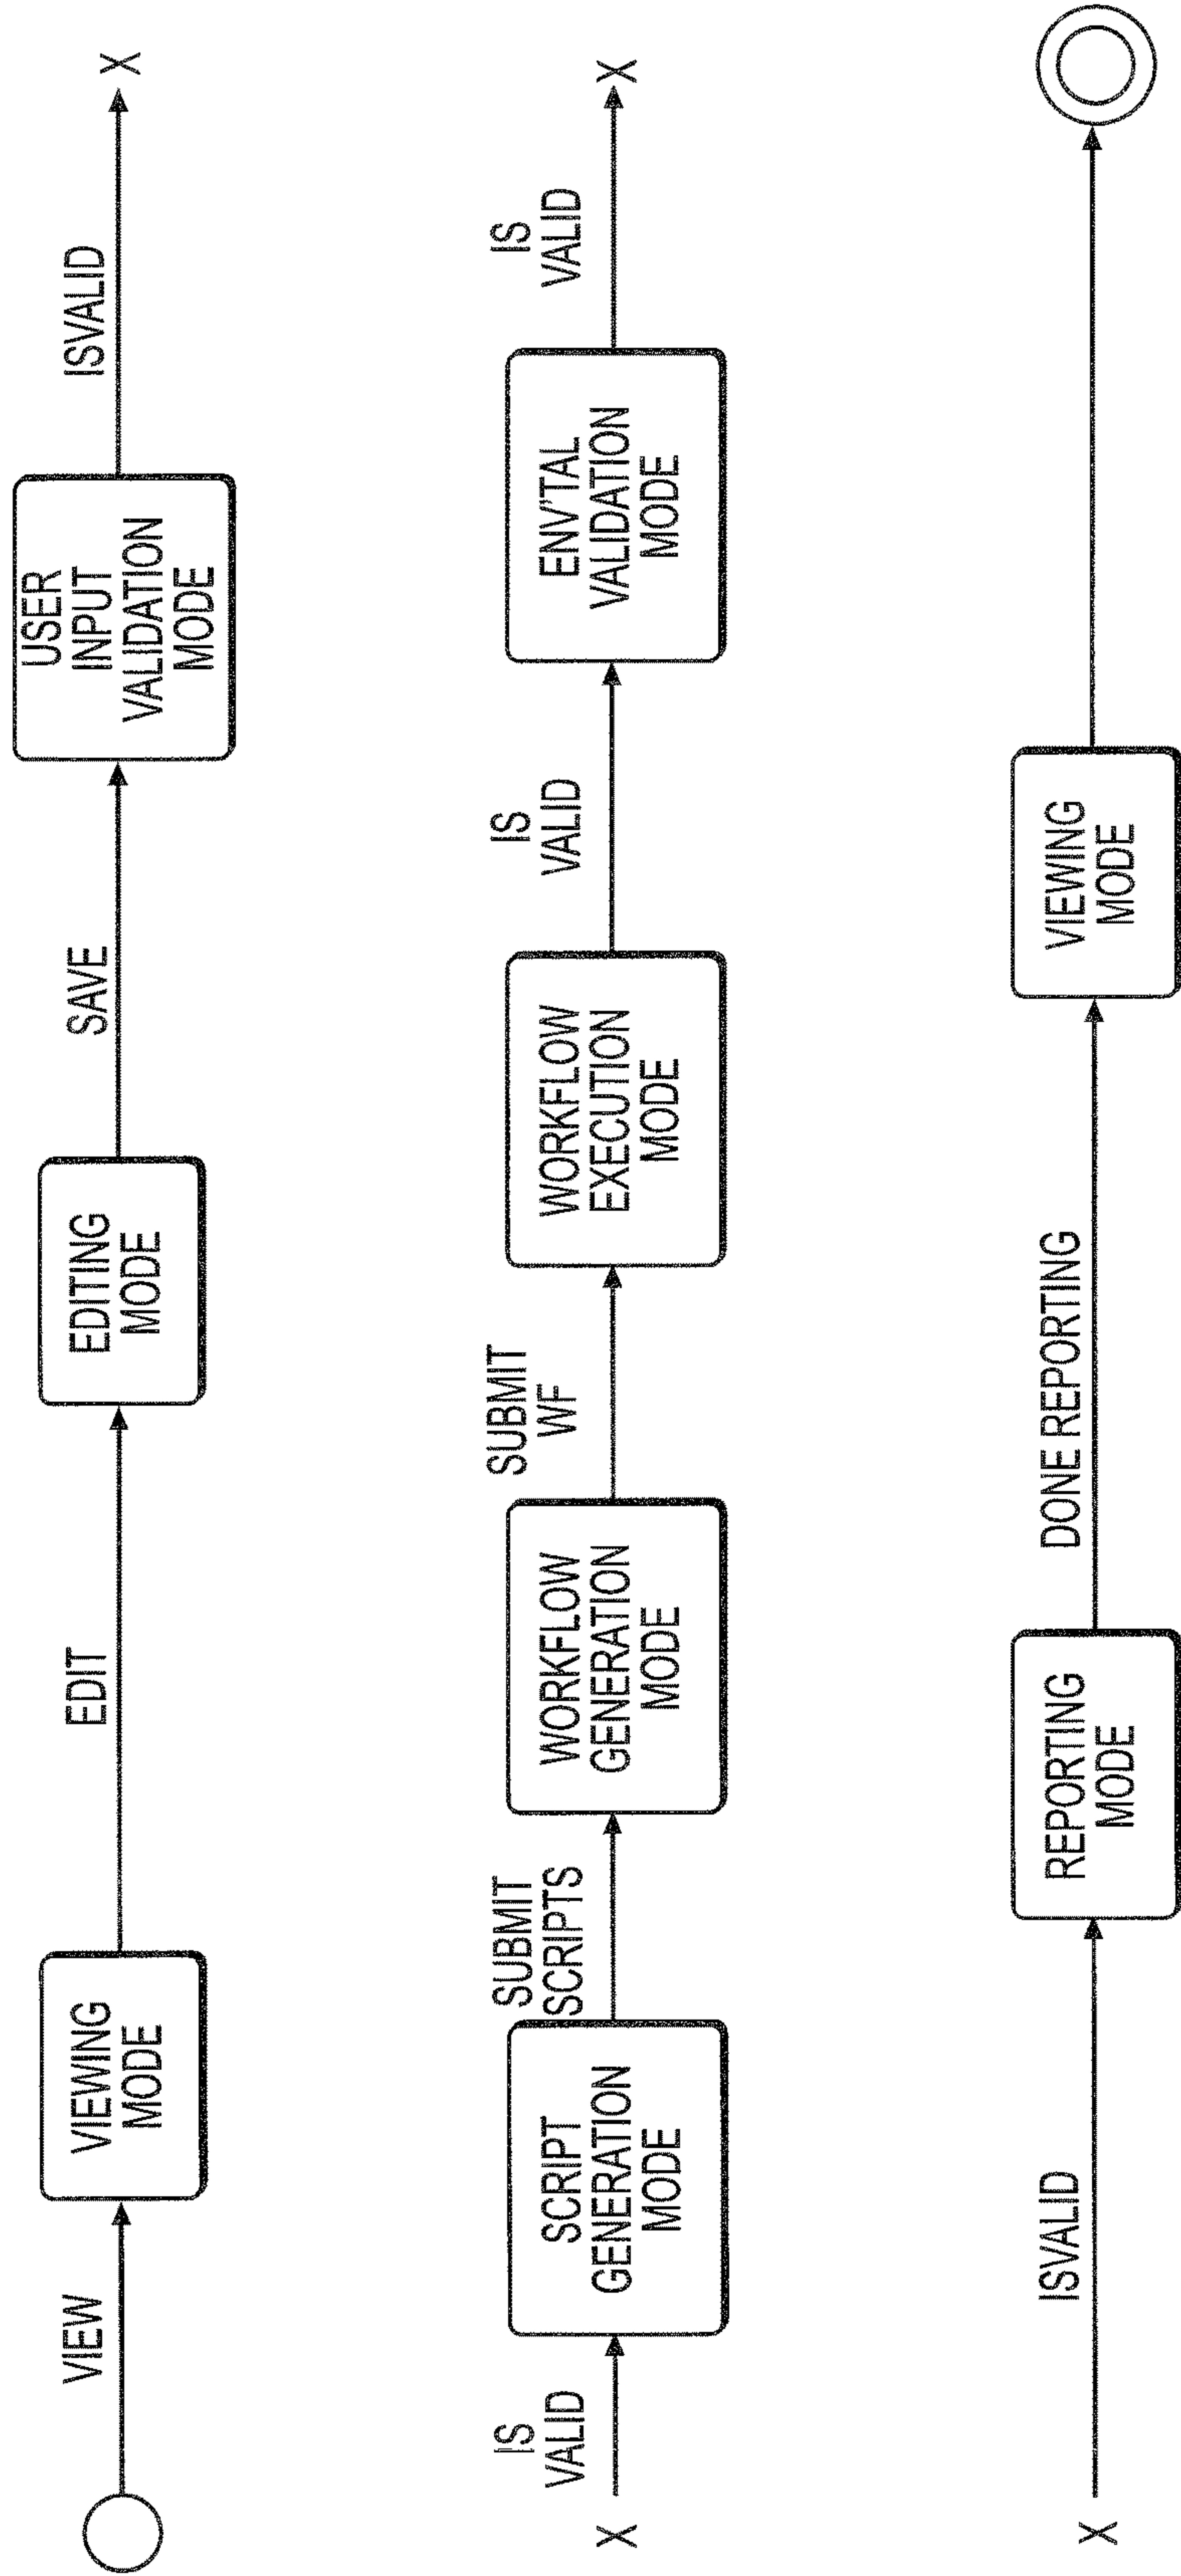 VIEW
VIEWING
MODE
EDIT
EDITING
MODE
SAVE
USER
INPUT
VALIDATION
MODE
ISVALID
X
X
IS
VALID
SCRIPT
GENERATION
MODE
SUBMIT
SCRIPTS
WORKFLOW
GENERATION
MODE
SUBMIT
WF
WORKFLOW
EXECUTION
MODE
IS
VALID
ENV'TAL
VALIDATION
MODE
IS
VALID
X
X
ISVALID
REPORTING
MODE
DONE REPORTING
VIEWING
MODE